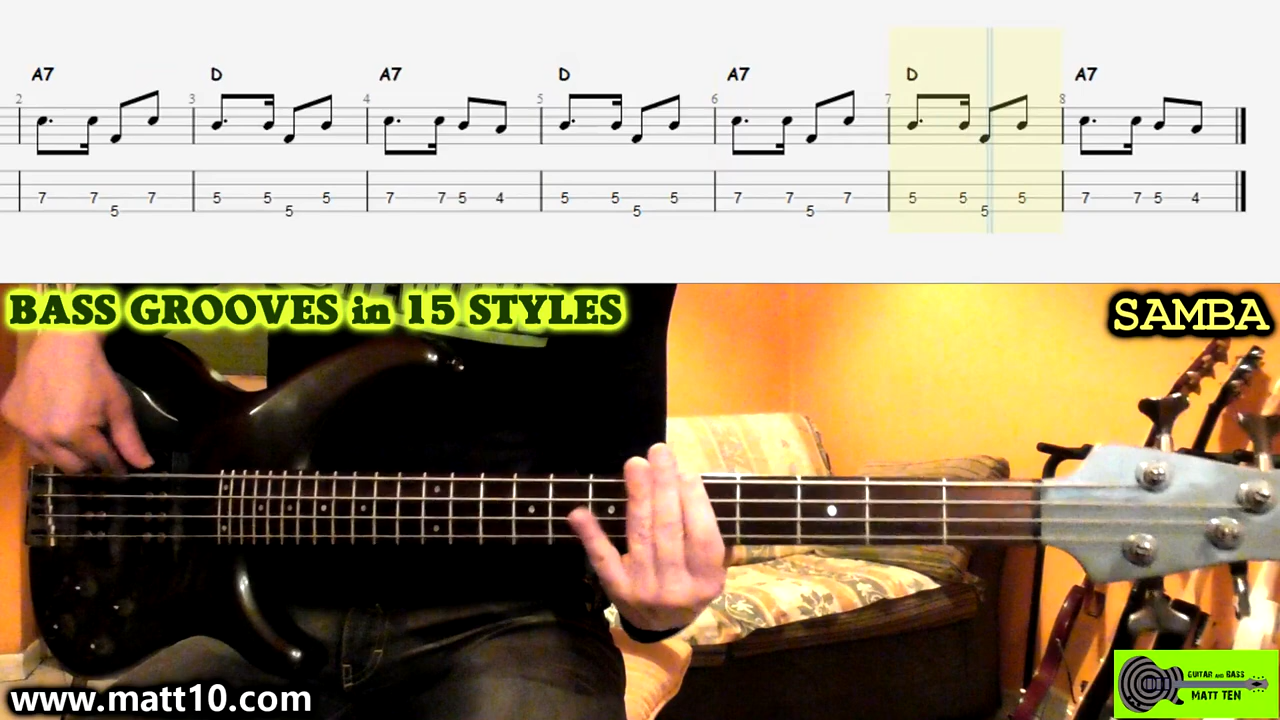 A7 D A7 D A7 D A7
2 3 4 5 6 7 8
7 7 5 7 5 5 5 5 7 7 5 4 5 5 5 5 7 7 5 7 5 5 5 5 7 7 5 4
BASS GROOVES in 15 STYLES
SAMBA
www.matt10.com
GUITAR AND BASS
MATT TEN